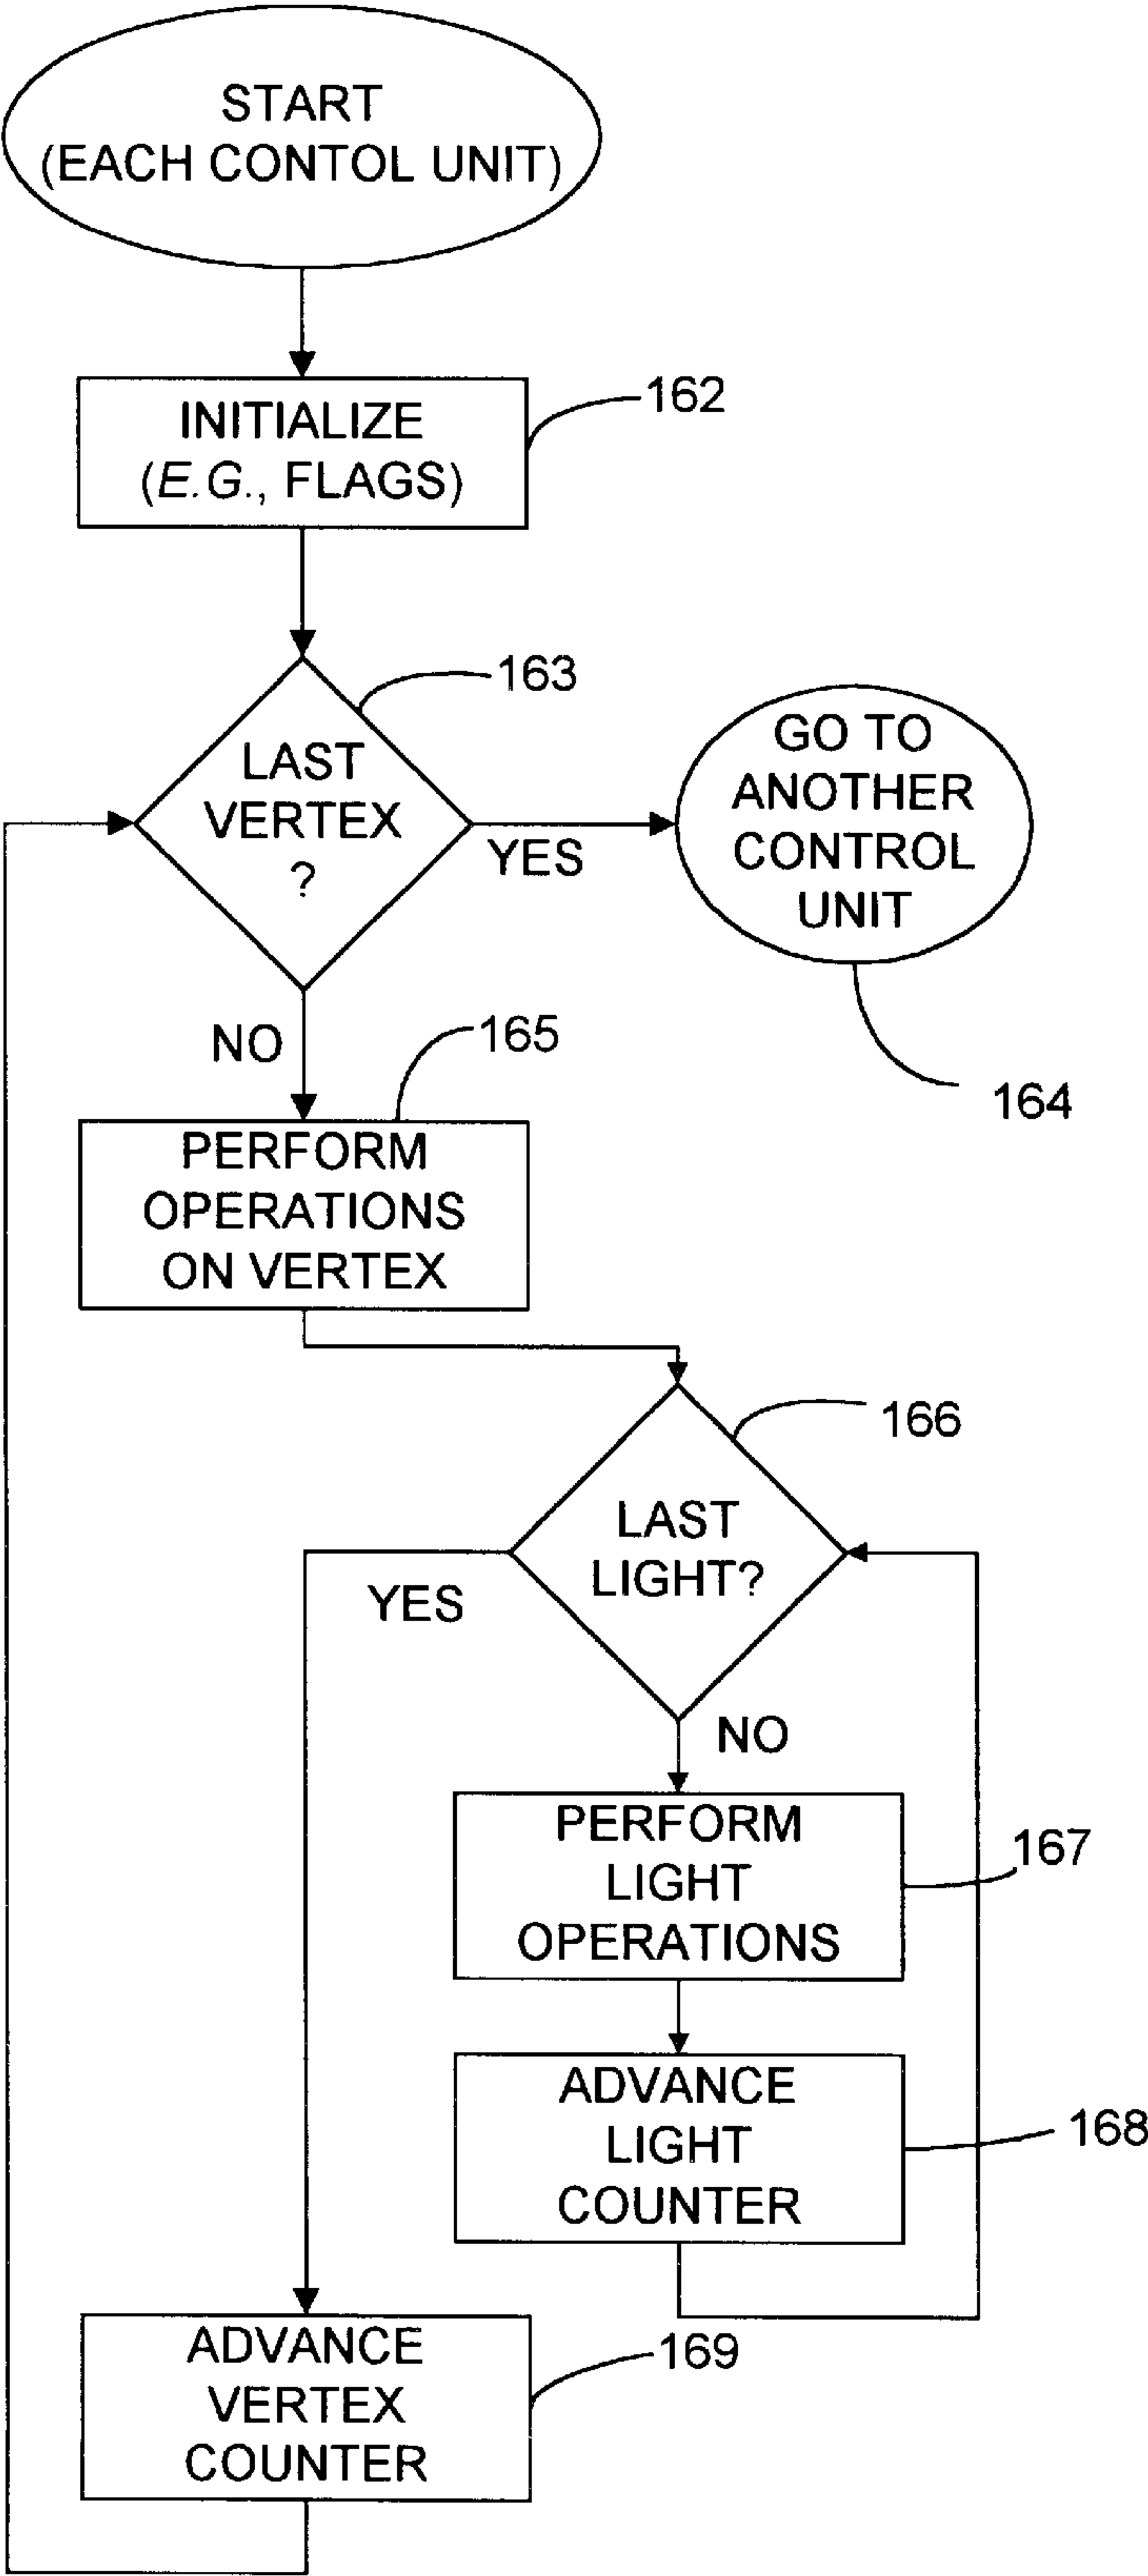 START
(EACH CONTOL UNIT)
INITIALIZE
(E.G., FLAGS)
162
LAST
VERTEX
?
163
YES
GO TO
ANOTHER
CONTROL
UNIT
164
NO
165
PERFORM
OPERATIONS
ON VERTEX
166
LAST
LIGHT?
YES
NO
PERFORM
LIGHT
OPERATIONS
167
ADVANCE
LIGHT
COUNTER
168
ADVANCE
VERTEX
COUNTER
169